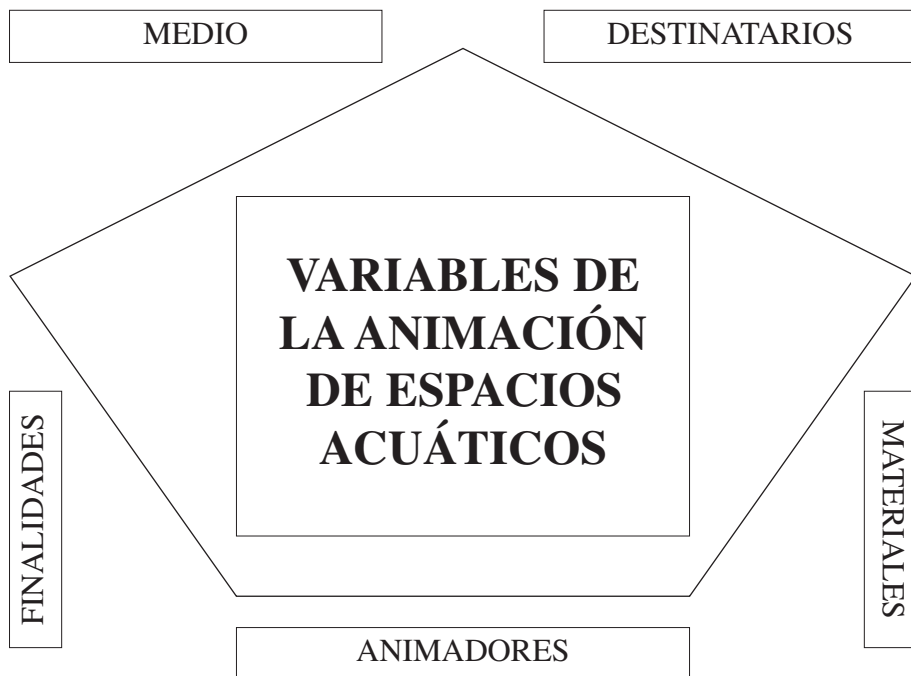 MEDIO
DESTINATARIOS
VARIABLES DE
LA ANIMACIÓN
DE ESPACIOS
ACUÁTICOS
FINALIDADES
MATERIALES
ANIMADORES